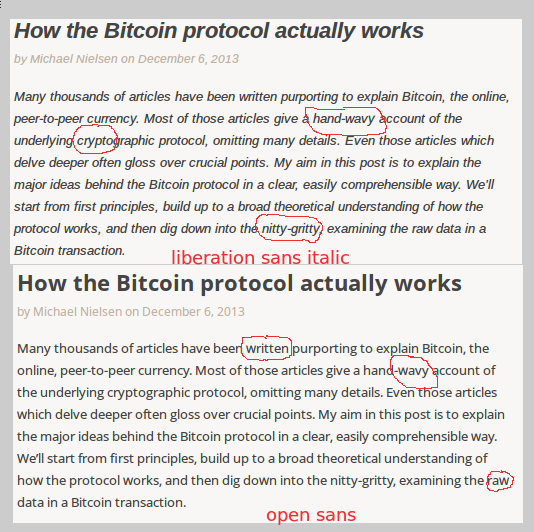 How the Bitcoin protocol actually works
by Michael Nielsen on December 6, 2013
Many thousands of articles have been written purporting to explain Bitcoin, the online,
peer-to-peer currency. Most of those articles give a hand-wavy account of the
underlying cryptographic protocol, omitting many details. Even those articles which
delve deeper often gloss over crucial points. My aim in this post is to explain the
major ideas behind the Bitcoin protocol in a clear, easily comprehensible way. We'll
start from first principles, build up to a broad theoretical understanding of how the
protocol works, and then dig down into the nitty-gritty, examining the raw data in a
Bitcoin transaction.
liberation sans italic
How the Bitcoin protocol actually works
by Michael Nielsen on December 6, 2013
Many thousands of articles have been written purporting to explain Bitcoin, the
online, peer-to-peer currency. Most of those articles give a hand-wavy account of
the underlying cryptographic protocol, omitting many details. Even those articles
which delve deeper often gloss over crucial points. My aim in this post is to explain
the major ideas behind the Bitcoin protocol in a clear, easily comprehensible way.
We'll start from first principles, build up to a broad theoretical understanding of
how the protocol works, and then dig down into the nitty-gritty, examining the raw
data in a Bitcoin transaction.
open sans